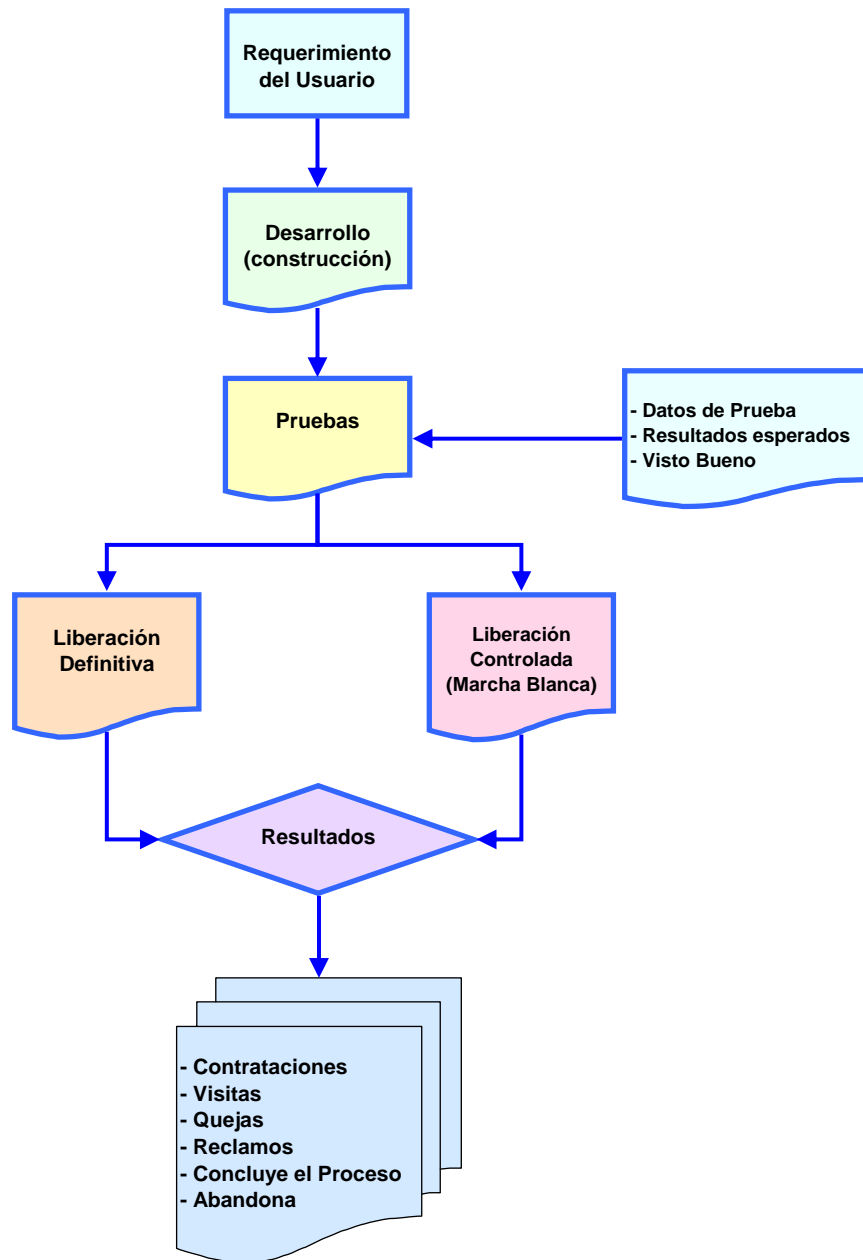 Requerimiento
del Usuario
Desarrollo
(construcción)
Pruebas
- Datos de Prueba
- Resultados esperados
- Visto Bueno
Liberación
Definitiva
Liberación
Controlada
(Marcha Blanca)
Resultados
- Contrataciones
- Visitas
- Quejas
- Reclamos
- Concluye el Proceso
- Abandona